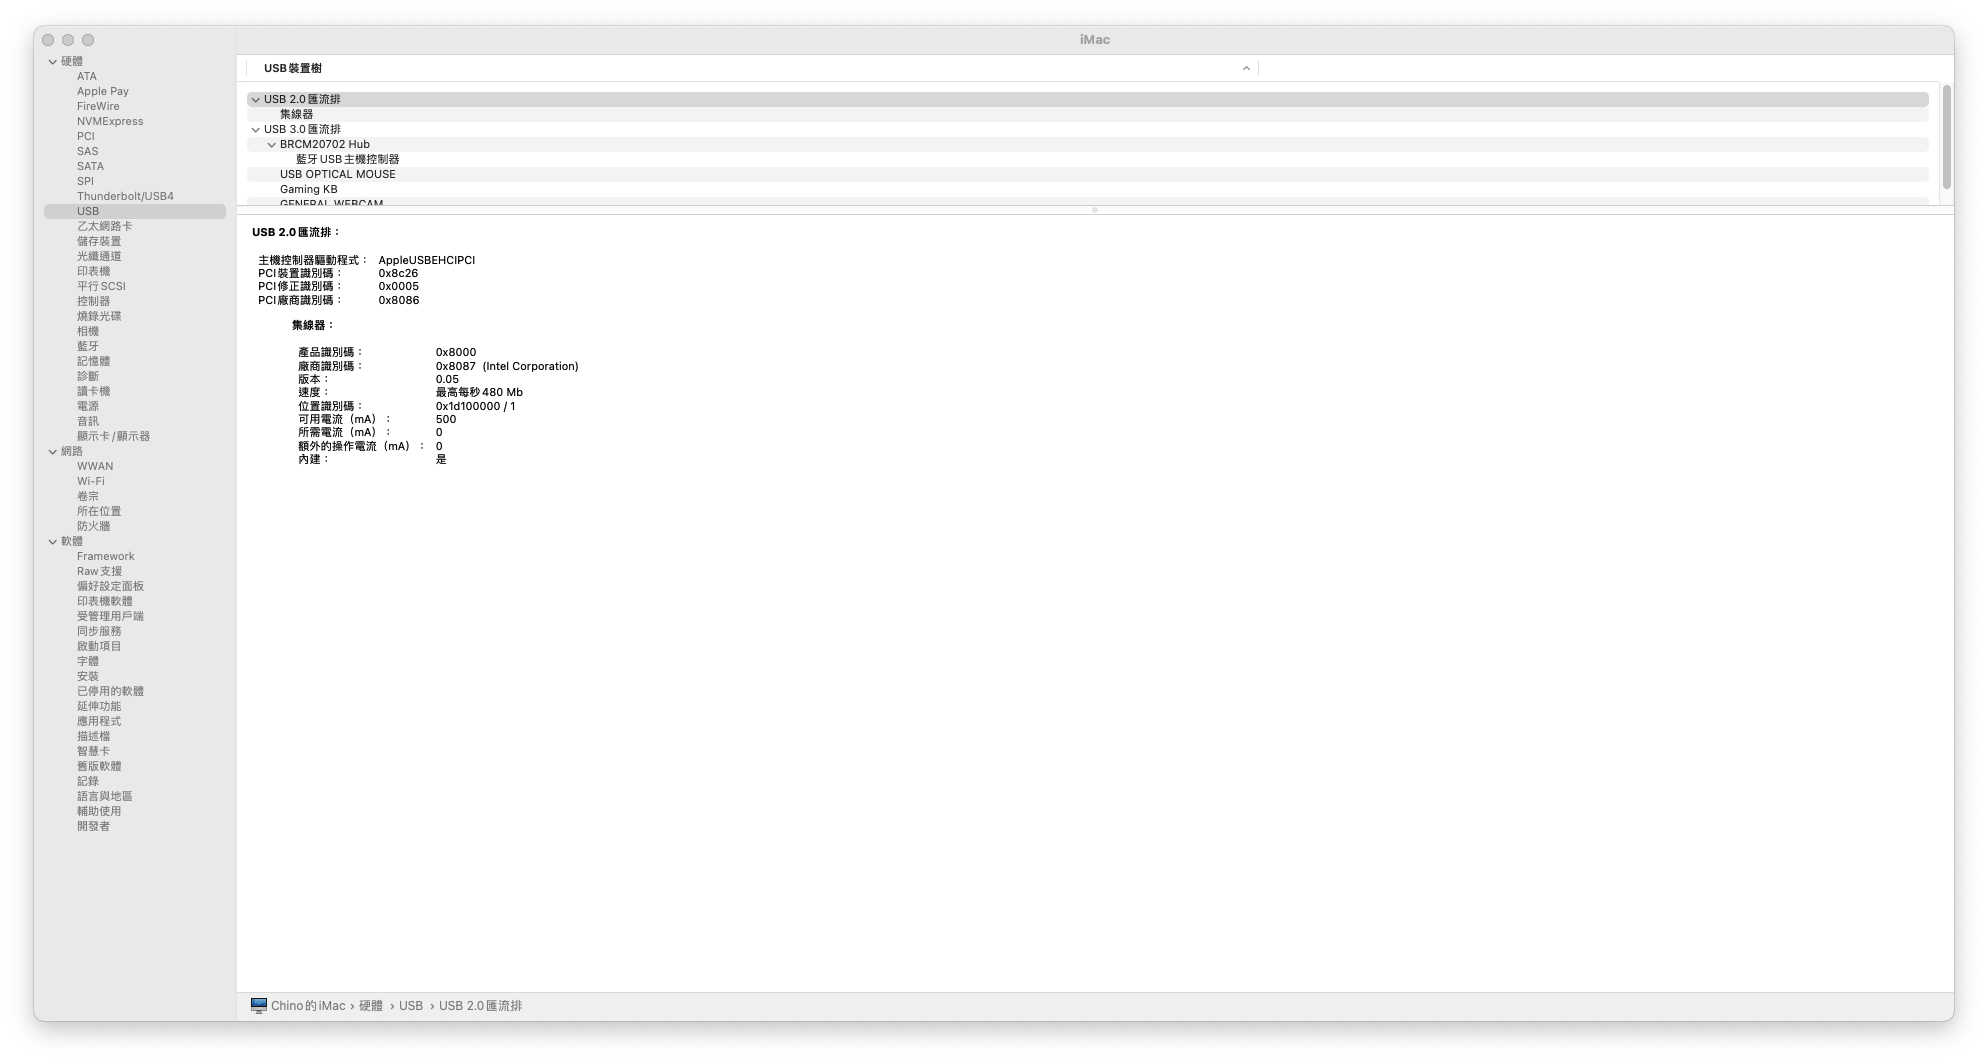 iMac
硬體
ATA
Apple Pay
FireWire
NVMExpress
PCI
SAS
SATA
SPI
Thunderbolt/USB4
USB
乙太網路卡
儲存裝置
光纖通道
印表機
平行 SCSI
控制器
燒錄光碟
相機
藍牙
記憶體
診斷
讀卡機
電源
音訊
顯示卡/顯示器
網路
WWAN
Wi-Fi
卷宗
所在位置
防火牆
軟體
Framework
Raw 支援
偏好設定面板
印表機軟體
受管理用戶端
同步服務
啟動項目
字體
安裝
已停用的軟體
延伸功能
應用程式
描述檔
智慧卡
舊版軟體
記錄
語言與地區
輔助使用
開發者
USB 裝置樹
USB 2.0 匯流排
集線器
USB 3.0 匯流排
BRCM20702 Hub
藍牙 USB 主機控制器
USB OPTICAL MOUSE
Gaming KB
GENERAL WEBCAM
USB 2.0 匯流排：
主機控制器驅動程式： AppleUSBEHCIPCI
PCI 裝置識別碼： 0x8c26
PCI 修正識別碼： 0x0005
PCI 廠商識別碼： 0x8086
集線器：
產品識別碼： 0x8000
廠商識別碼： 0x8087 (Intel Corporation)
版本： 0.05
速度： 最高每秒 480 Mb
位置識別碼： 0x1d100000 / 1
可用電流（mA）： 500
所需電流（mA）： 0
額外的操作電流（mA）： 0
內建： 是
Chino 的 iMac › 硬體 › USB › USB 2.0 匯流排